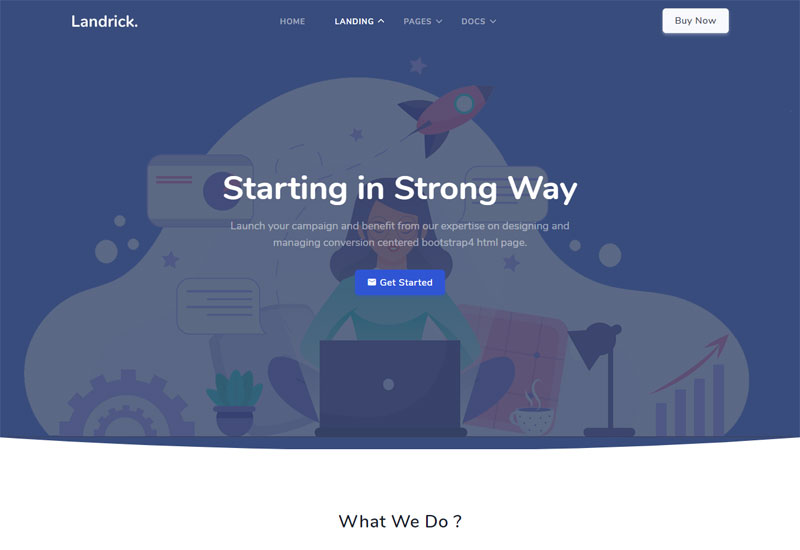 Landrick.
HOME
LANDING
PAGES
DOCS
Buy Now
Starting in Strong Way
Launch your campaign and benefit from our expertise on designing and
managing conversion centered bootstrap4 html page.
Get Started
What We Do ?